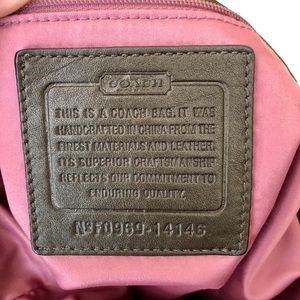 COACH
THIS IS A COACH BAG. IT WAS
HANDCRAFTED IN CHINA FROM THE
FINEST MATERIALS AND LEATHER.
ITS SUPERIOR CRAFTSMANSHIP
REFLECTS OUR COMMITMENT TO
ENDURING QUALITY.
Nº F0969-14146